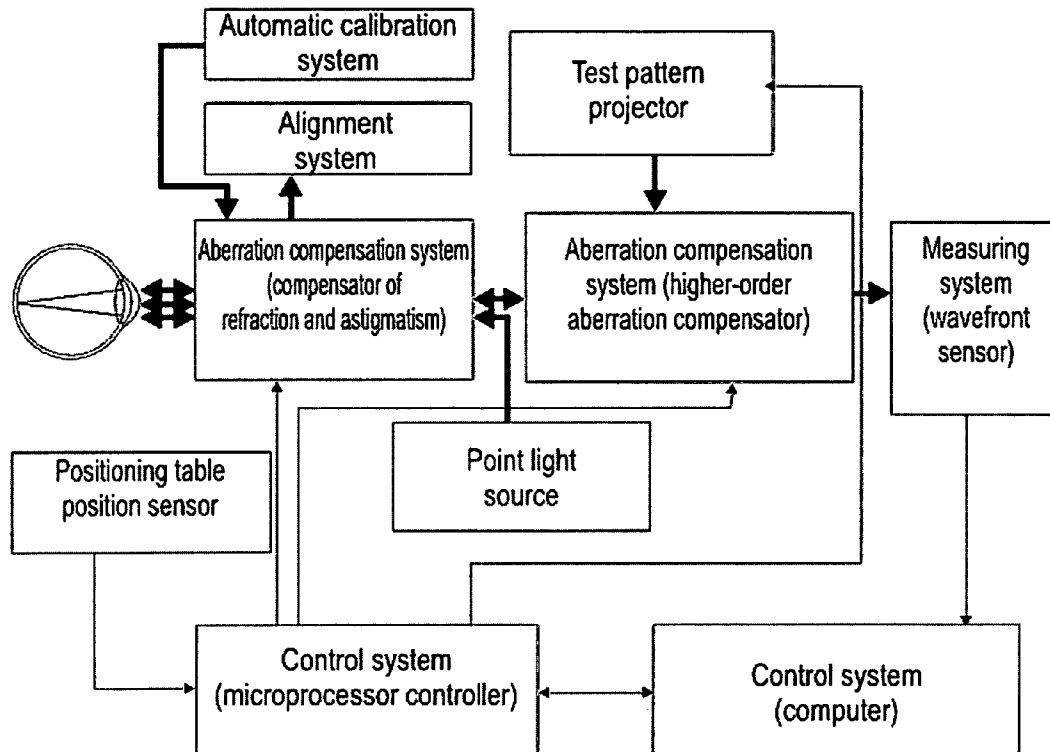 Automatic calibration
system
Alignment
system
Test pattern
projector
Aberration compensation system
(compensator of
refraction and astigmatism)
Aberration compensation
system (higher-order
aberration compensator)
Measuring
system
(wavefront
sensor)
Positioning table
position sensor
Point light
source
Control system
(microprocessor controller)
Control system
(computer)